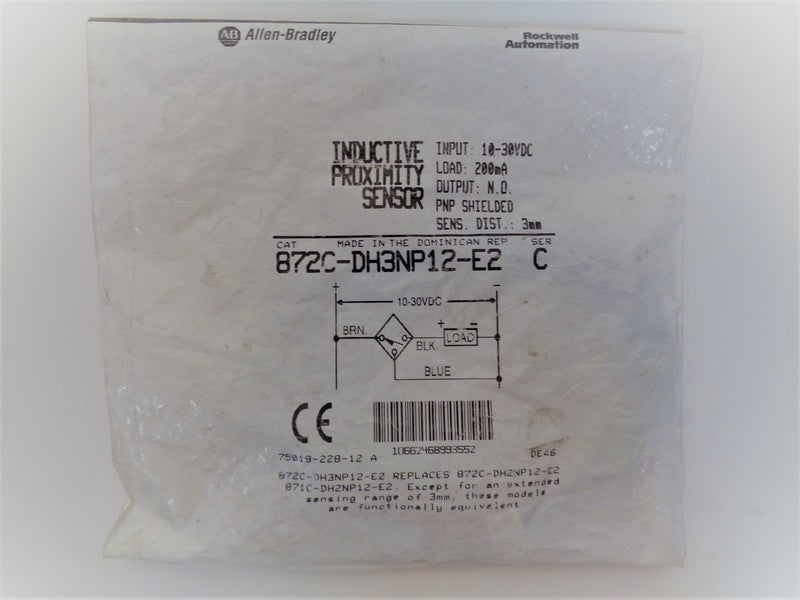 AB Allen-Bradley
Rockwell
Automation
INDUCTIVE
PROXIMITY
SENSOR
INPUT: 10-30VDC
LOAD: 200mA
OUTPUT: N.O.
PNP SHIELDED
SENS. DIST.: 3mm
CAT MADE IN THE DOMINICAN REP SER
872C-DH3NP12-E2 C
+ -
10-30VDC
BRN.
+ -
LOAD
BLK.
BLUE
CE
10662468993552
75019-228-12 A
872C-DH3NP12-E2 REPLACES 872C-DH2NP12-E2
871C-DH2NP12-E2. Except for an extended
sensing range of 3mm, these models
are functionally equivalent